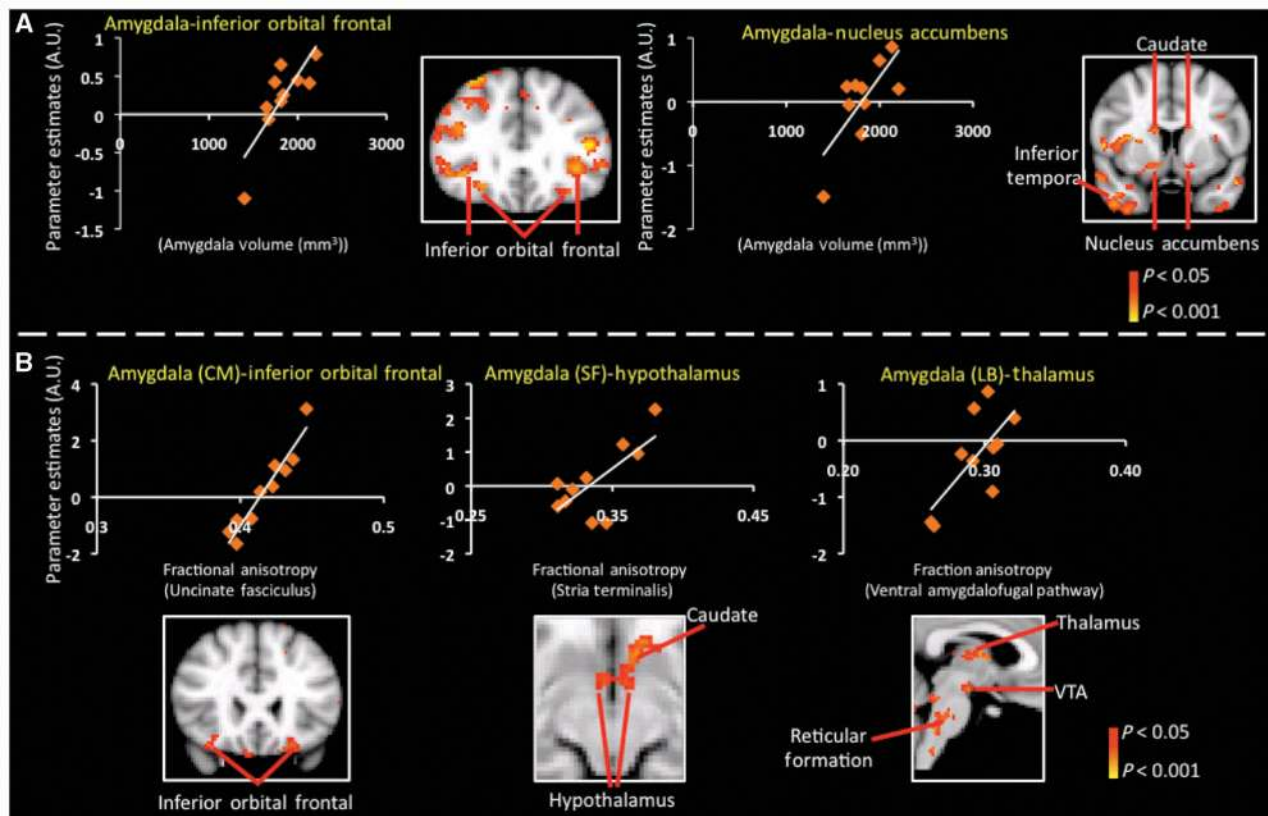 A
Amygdala-inferior orbital frontal
Parameter estimates (A.U.)
1
0.5
0
-0.5
-1
-1.5
0
1000
2000
3000
(Amygdala volume (mm³))
Inferior orbital frontal
Amygdala-nucleus accumbens
Parameter estimates (A.U.)
1
0
-1
-2
0
1000
2000
3000
(Amygdala volume (mm³))
Caudate
Inferior
tempora
Nucleus accumbens
P < 0.05
P < 0.001
B
Amygdala (CM)-inferior orbital frontal
Parameter estimates (A.U.)
4
2
0
-2
0.3
0.4
0.5
Fractional anisotropy
(Uncinate fasciculus)
Inferior orbital frontal
Amygdala (SF)-hypothalamus
3
2
1
0
-1
-2
0.25
0.35
0.45
Fractional anisotropy
(Stria terminalis)
Caudate
Hypothalamus
Amygdala (LB)-thalamus
1
0
-1
-2
0.20
0.30
0.40
Fraction anisotropy
(Ventral amygdalofugal pathway)
Thalamus
VTA
Reticular
formation
P < 0.05
P < 0.001